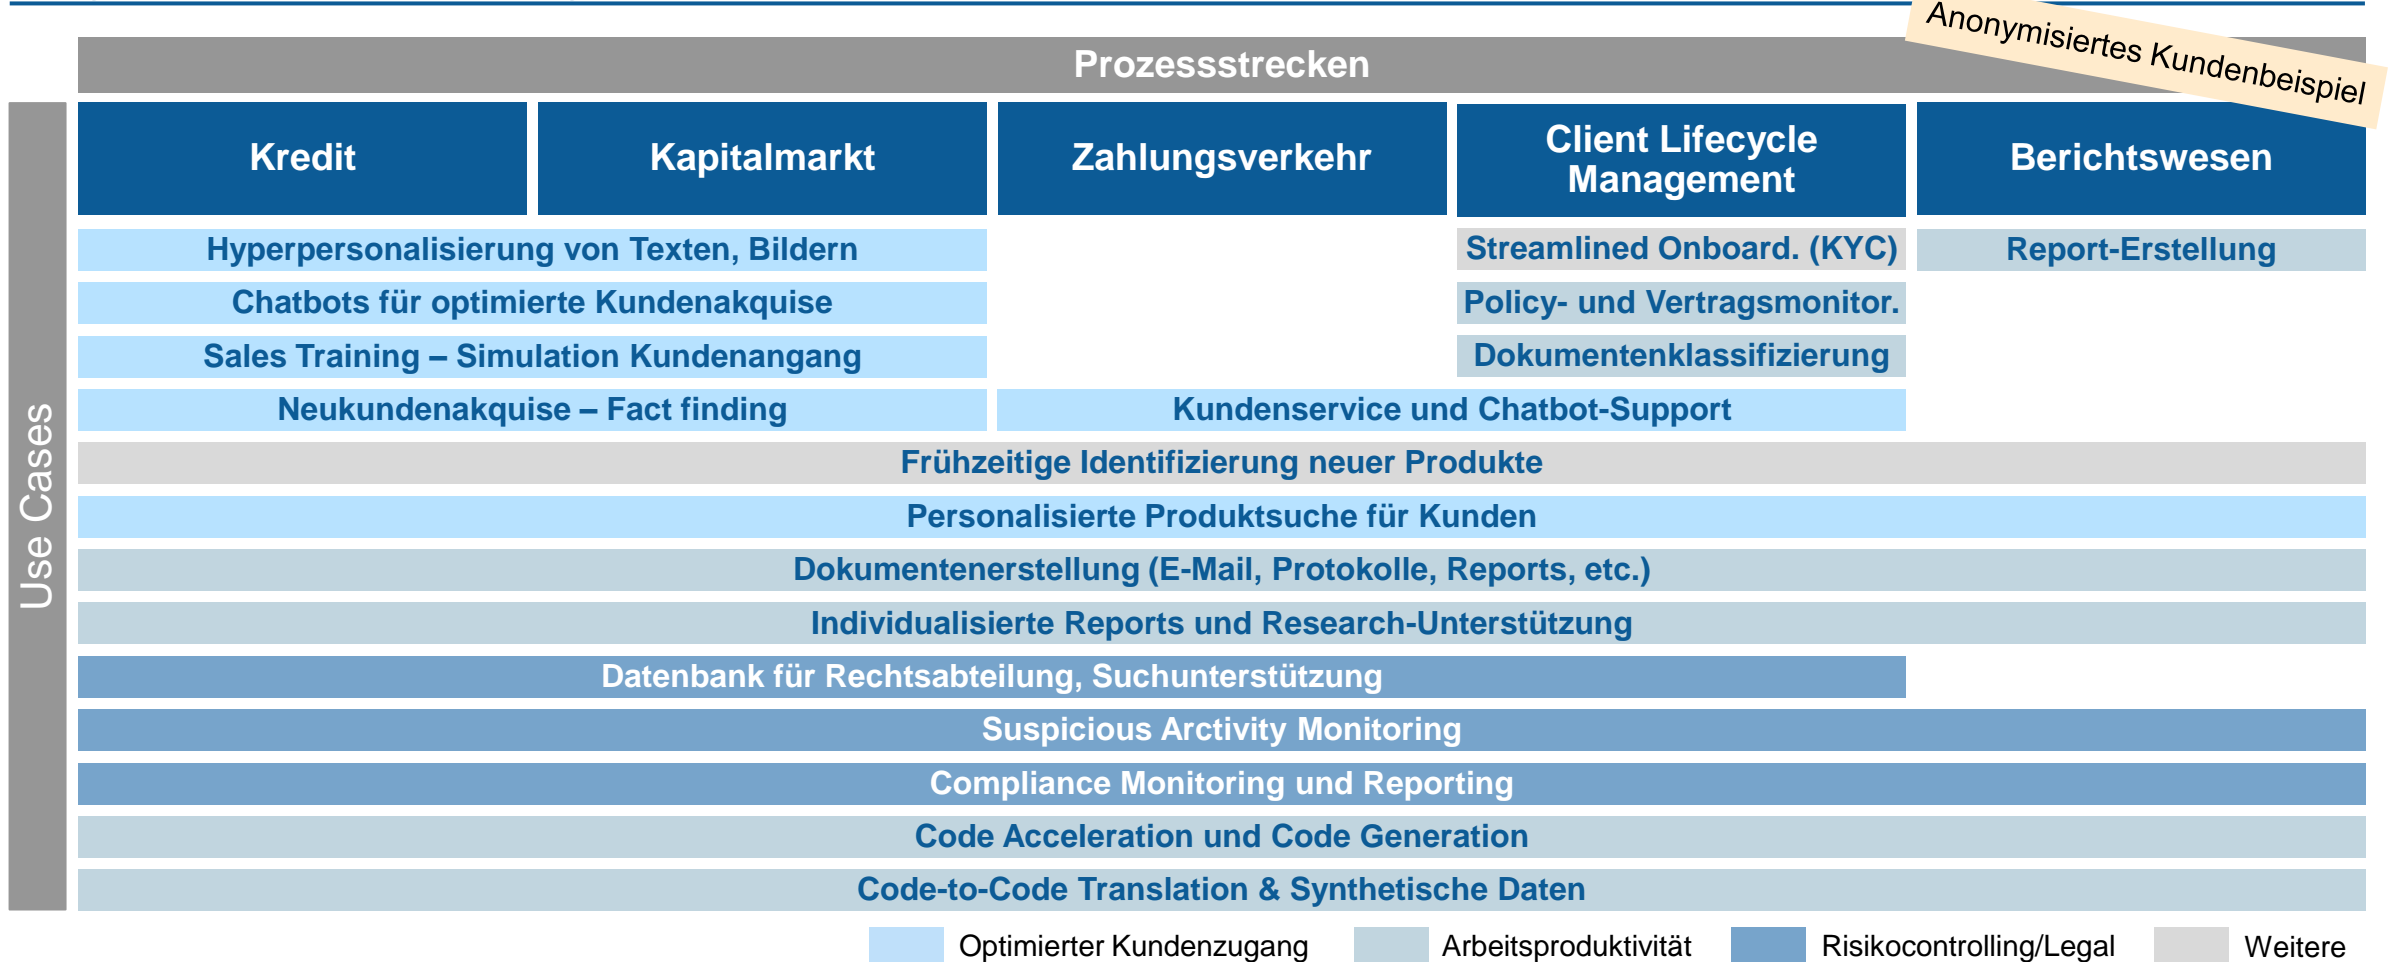 Anonymisiertes Kundenbeispiel
Prozessstrecken
Kredit
Kapitalmarkt
Zahlungsverkehr
Client Lifecycle
Management
Berichtswesen
Use Cases
Hyperpersonalisierung von Texten, Bildern
Streamlined Onboard. (KYC)
Report-Erstellung
Chatbots für optimierte Kundenakquise
Policy- und Vertragsmonitor.
Sales Training – Simulation Kundenangang
Dokumentenklassifizierung
Neukundenakquise – Fact finding
Kundenservice und Chatbot-Support
Frühzeitige Identifizierung neuer Produkte
Personalisierte Produktsuche für Kunden
Dokumentenerstellung (E-Mail, Protokolle, Reports, etc.)
Individualisierte Reports und Research-Unterstützung
Datenbank für Rechtsabteilung, Suchunterstützung
Suspicious Arctivity Monitoring
Compliance Monitoring und Reporting
Code Acceleration und Code Generation
Code-to-Code Translation & Synthetische Daten
Optimierter Kundenzugang
Arbeitsproduktivität
Risikocontrolling/Legal
Weitere